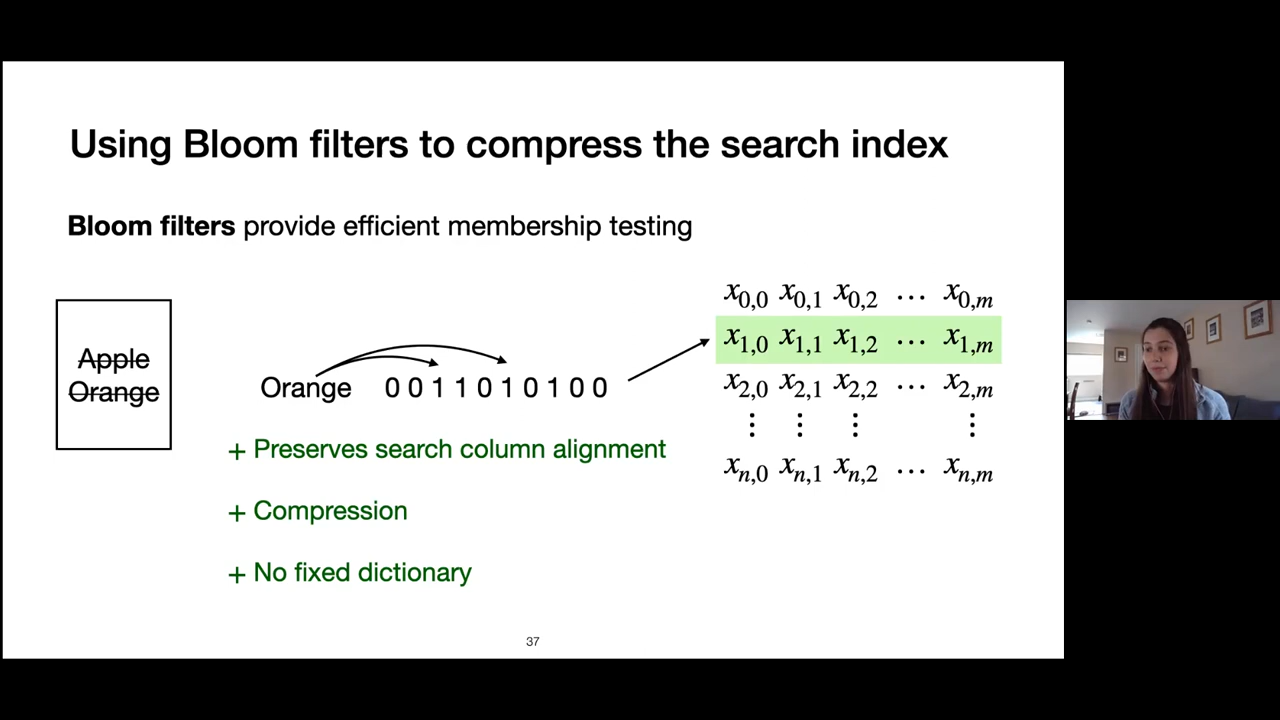 Using Bloom filters to compress the search index
Bloom filters provide efficient membership testing
Apple
Orange
Orange 0 0 1 1 0 1 0 1 0 0
x0,0 x0,1 x0,2 … x0,m
x1,0 x1,1 x1,2 … x1,m
x2,0 x2,1 x2,2 … x2,m
⋮ ⋮ ⋮ ⋮
xn,0 xn,1 xn,2 … xn,m
+ Preserves search column alignment
+ Compression
+ No fixed dictionary
37